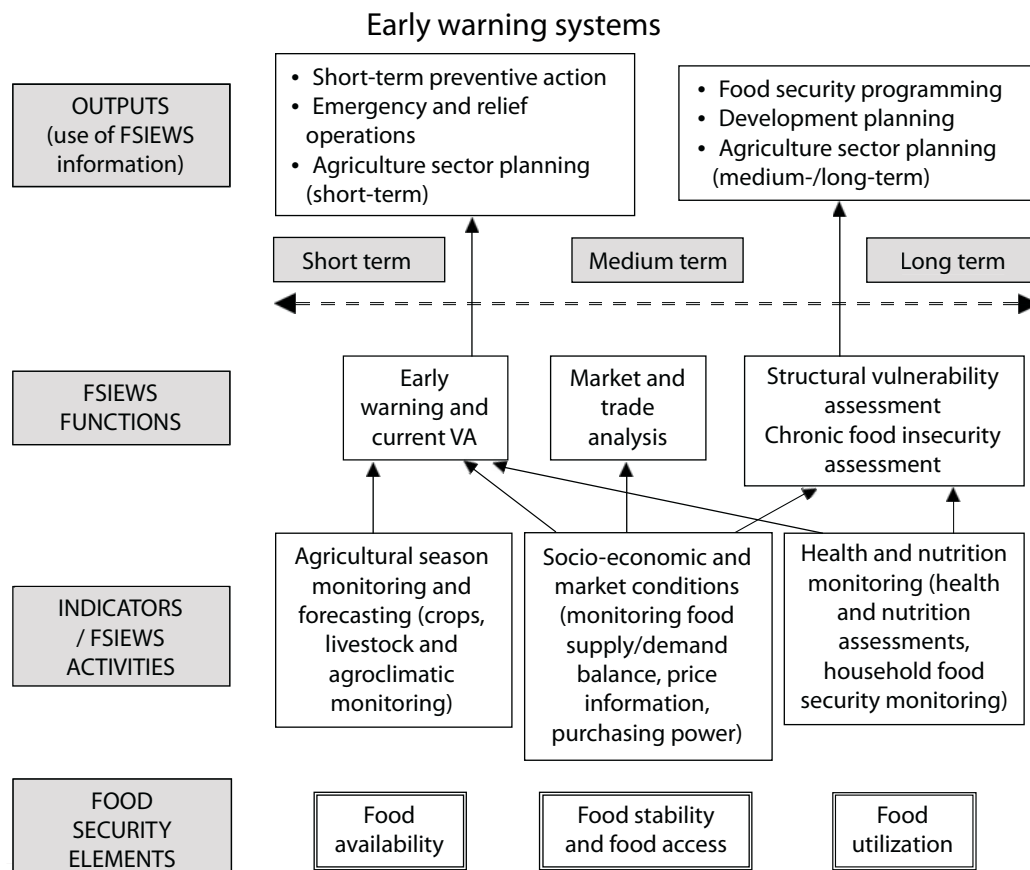 Early warning systems
OUTPUTS
(use of FSIEWS
information)
• Short-term preventive action
• Emergency and relief
operations
• Agriculture sector planning
(short-term)
• Food security programming
• Development planning
• Agriculture sector planning
(medium-/long-term)
Short term
Medium term
Long term
FSIEWS
FUNCTIONS
Early
warning and
current VA
Market and
trade
analysis
Structural vulnerability
assessment
Chronic food insecurity
assessment
INDICATORS
/ FSIEWS
ACTIVITIES
Agricultural season
monitoring and
forecasting (crops,
livestock and
agroclimatic
monitoring)
Socio-economic and
market conditions
(monitoring food
supply/demand
balance, price
information,
purchasing power)
Health and nutrition
monitoring (health
and nutrition
assessments,
household food
security monitoring)
FOOD
SECURITY
ELEMENTS
Food
availability
Food stability
and food access
Food
utilization